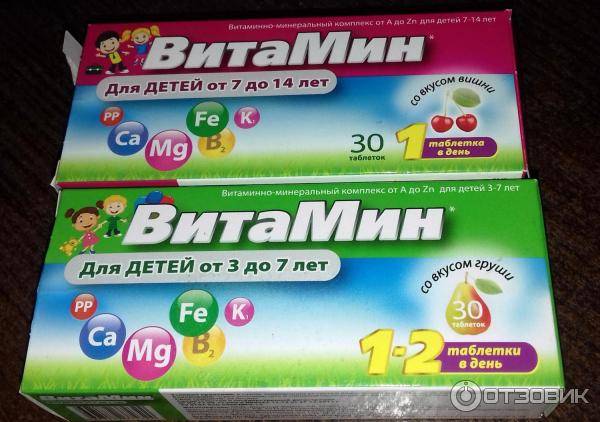 Витаминно-минеральный комплекс от А до Zn для детей 7-14 лет
ВитаМин*
Для ДЕТЕЙ от 7 до 14 лет
со вкусом вишни
PP
Ca
Mg
Fe
B2
K1
30
таблеток
1 таблетка
в день
Витаминно-минеральный комплекс от А до Zn для детей 3-7 лет
ВитаМин*
Для ДЕТЕЙ от 3 до 7 лет
со вкусом груши
PP
Ca
Mg
Fe
B2
K1
30
таблеток
1-2 таблетки
в день
ОТЗОВИК